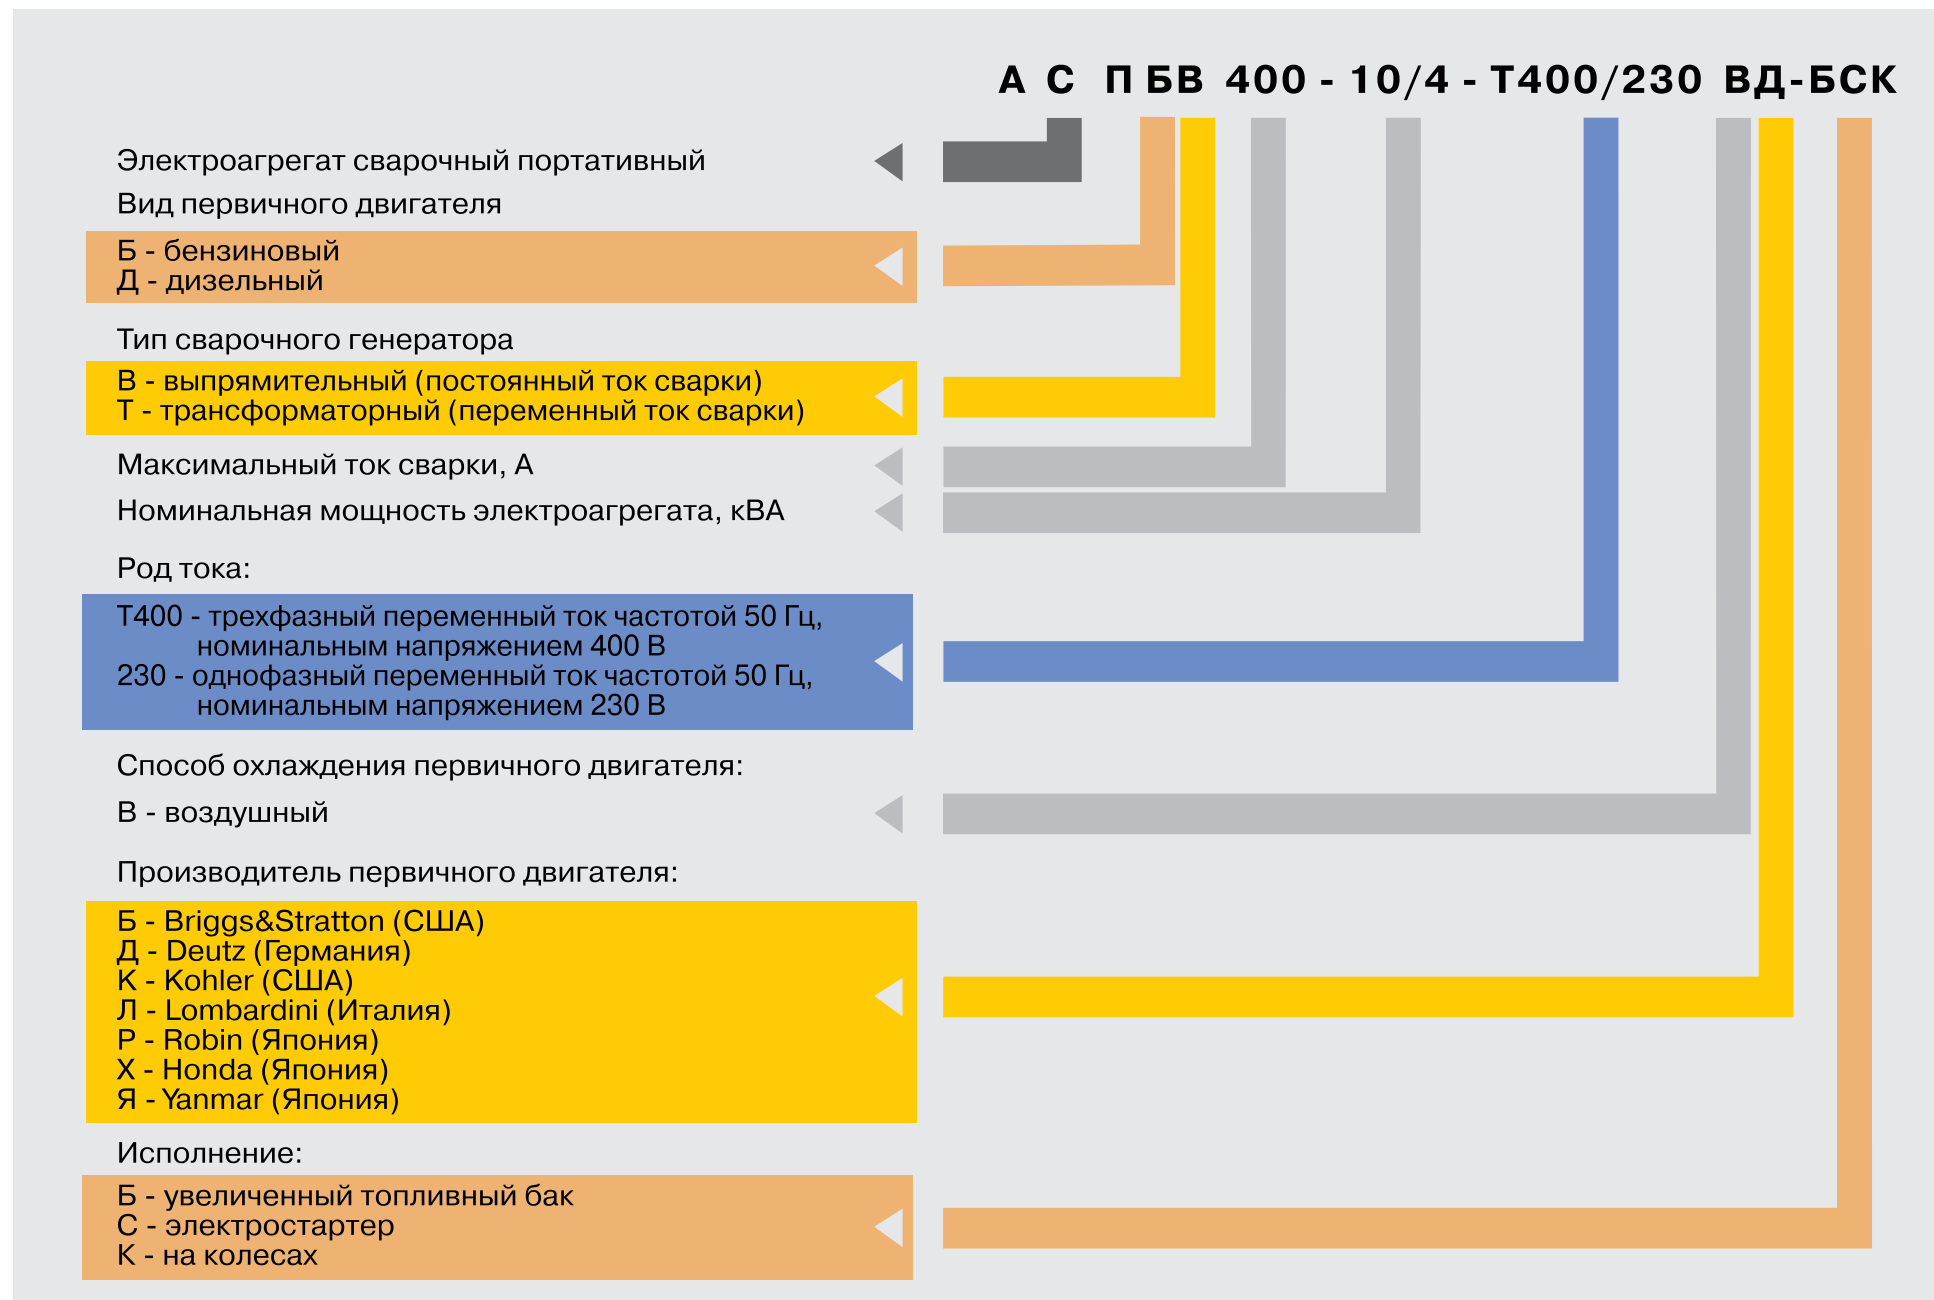 А С П БВ 400 - 10/4 - Т400/230 ВД-БСК
Электроагрегат сварочный портативный
Вид первичного двигателя
Б - бензиновый
Д - дизельный
Тип сварочного генератора
В - выпрямительный (постоянный ток сварки)
Т - трансформаторный (переменный ток сварки)
Максимальный ток сварки, А
Номинальная мощность электроагрегата, кВА
Род тока:
Т400 - трехфазный переменный ток частотой 50 Гц,
номинальным напряжением 400 В
230 - однофазный переменный ток частотой 50 Гц,
номинальным напряжением 230 В
Способ охлаждения первичного двигателя:
В - воздушный
Производитель первичного двигателя:
Б - Briggs&Stratton (США)
Д - Deutz (Германия)
К - Kohler (США)
Л - Lombardini (Италия)
Р - Robin (Япония)
Х - Honda (Япония)
Я - Yanmar (Япония)
Исполнение:
Б - увеличенный топливный бак
С - электростартер
К - на колесах